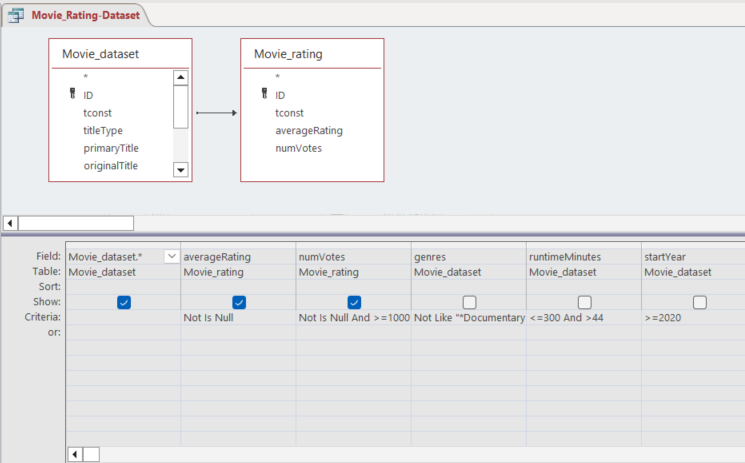 Movie_Rating-Dataset
Movie_dataset
*
ID
tconst
titleType
primaryTitle
originalTitle
Movie_rating
*
ID
tconst
averageRating
numVotes
Field: Movie_dataset.* averageRating numVotes genres runtimeMinutes startYear
Table: Movie_dataset Movie_rating Movie_rating Movie_dataset Movie_dataset Movie_dataset
Sort:
Show:
Criteria: Not Is Null Not Is Null And >=1000 Not Like "*Documentary <=300 And >44 >=2020
or: